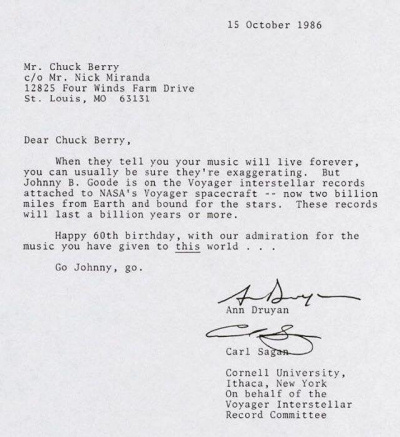 15 October 1986
Mr. Chuck Berry
c/o Mr. Nick Miranda
12825 Four Winds Farm Drive
St. Louis, MO 63131
Dear Chuck Berry,
When they tell you your music will live forever,
you can usually be sure they're exaggerating. But
Johnny B. Goode is on the Voyager interstellar records
attached to NASA's Voyager spacecraft -- now two billion
miles from Earth and bound for the stars. These records
will last a billion years or more.
Happy 60th birthday, with our admiration for the
music you have given to this world . . .
Go Johnny, go.
Ann Druyan
Ann Druyan
Carl Sagan
Carl Sagan
Cornell University,
Ithaca, New York
On behalf of the
Voyager Interstellar
Record Committee